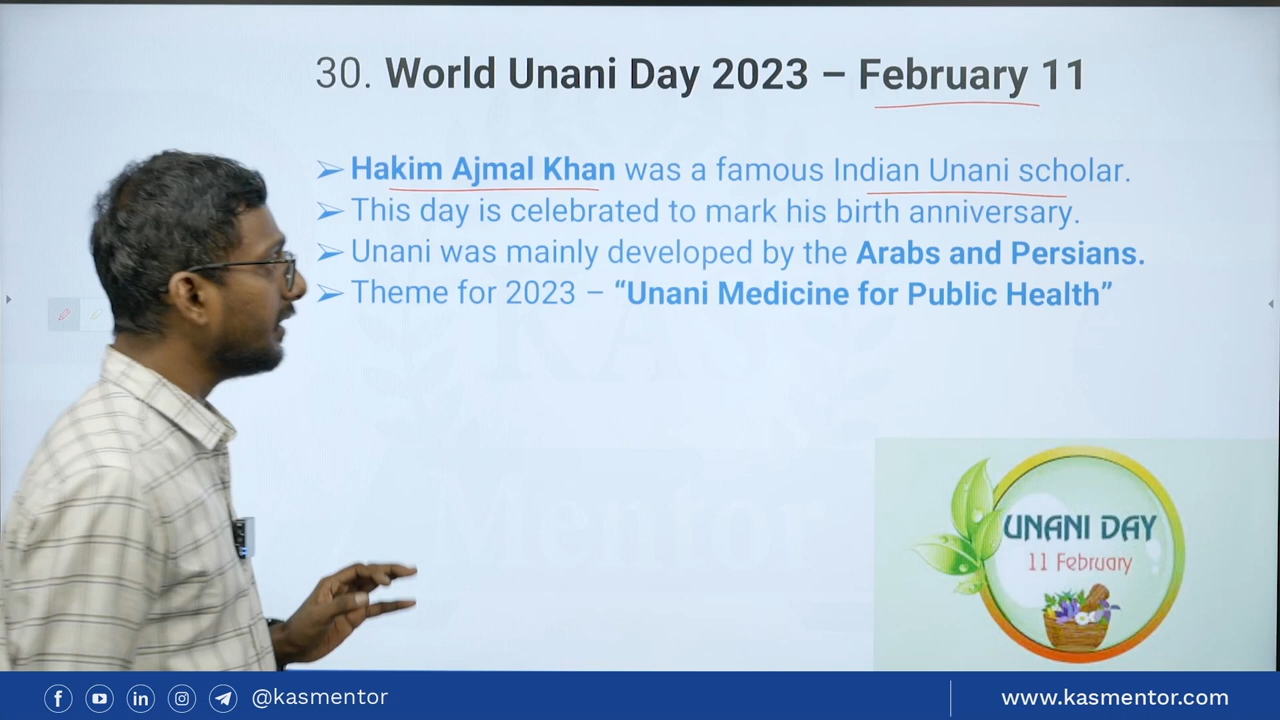 30. World Unani Day 2023 – February 11
➢ Hakim Ajmal Khan was a famous Indian Unani scholar.
➢ This day is celebrated to mark his birth anniversary.
➢ Unani was mainly developed by the Arabs and Persians.
➢ Theme for 2023 – “Unani Medicine for Public Health”
KAS
Mentor
UNANI DAY
11 February
@kasmentor
www.kasmentor.com